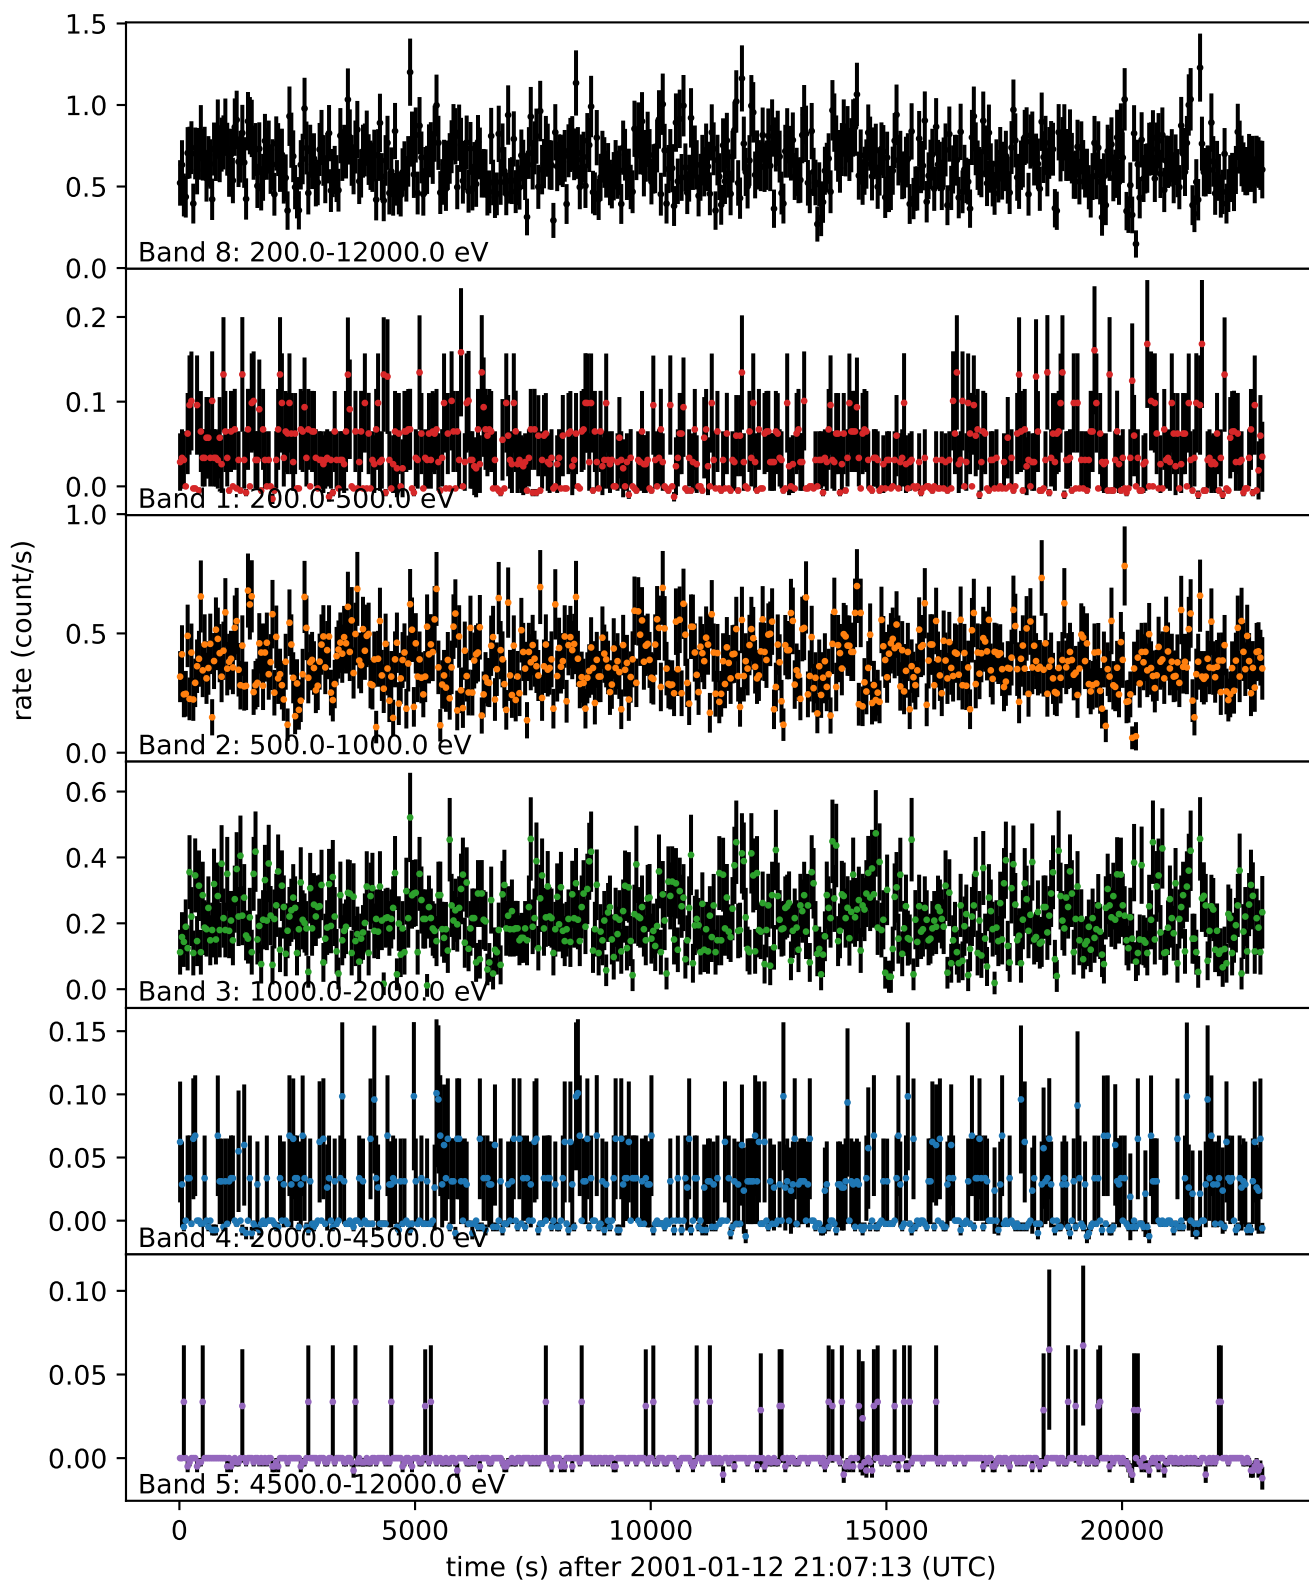 1.5
1.0
0.5
0.0
Band 8: 200.0-12000.0 eV
0.2
0.1
0.0
Band 1: 200.0-500.0 eV
1.0
0.5
0.0
Band 2: 500.0-1000.0 eV
rate (count/s)
0.6
0.4
0.2
0.0
Band 3: 1000.0-2000.0 eV
0.15
0.10
0.05
0.00
Band 4: 2000.0-4500.0 eV
0.10
0.05
0.00
Band 5: 4500.0-12000.0 eV
0 5000 10000 15000 20000
time (s) after 2001-01-12 21:07:13 (UTC)